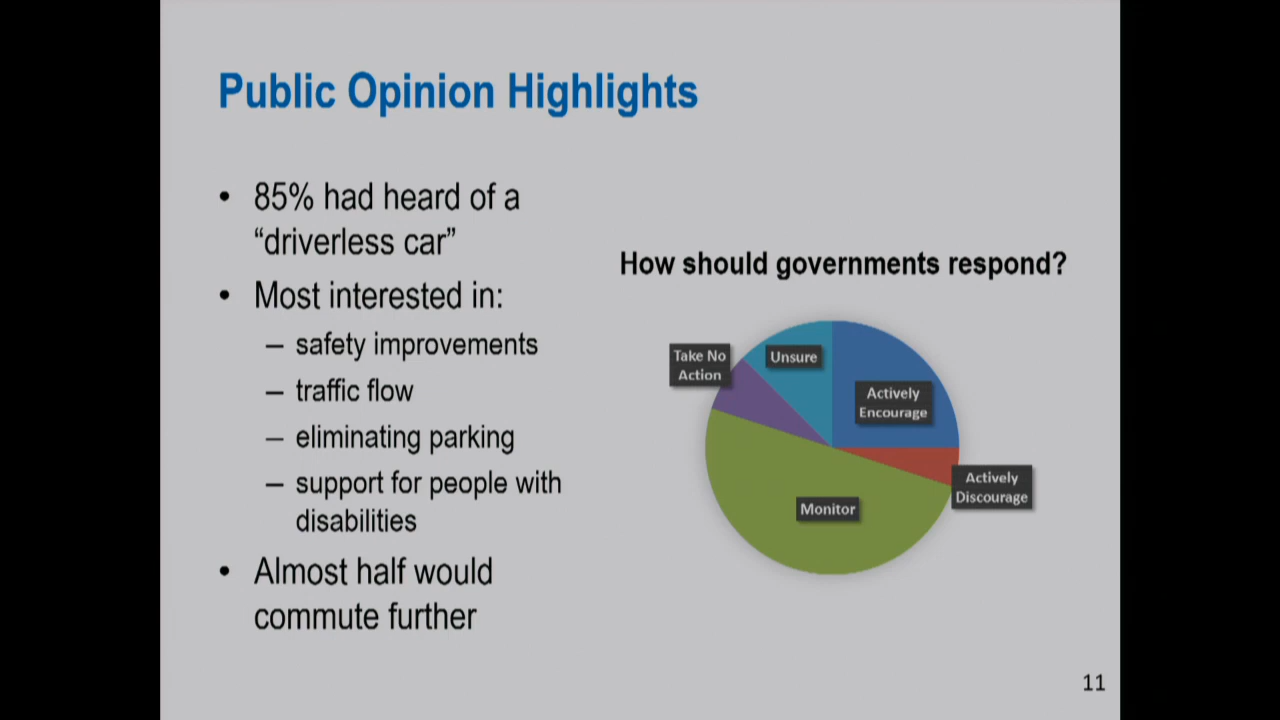 Public Opinion Highlights
• 85% had heard of a
“driverless car”
• Most interested in:
– safety improvements
– traffic flow
– eliminating parking
– support for people with
disabilities
• Almost half would
commute further
How should governments respond?
Take No
Action
Unsure
Actively
Encourage
Actively
Discourage
Monitor
11